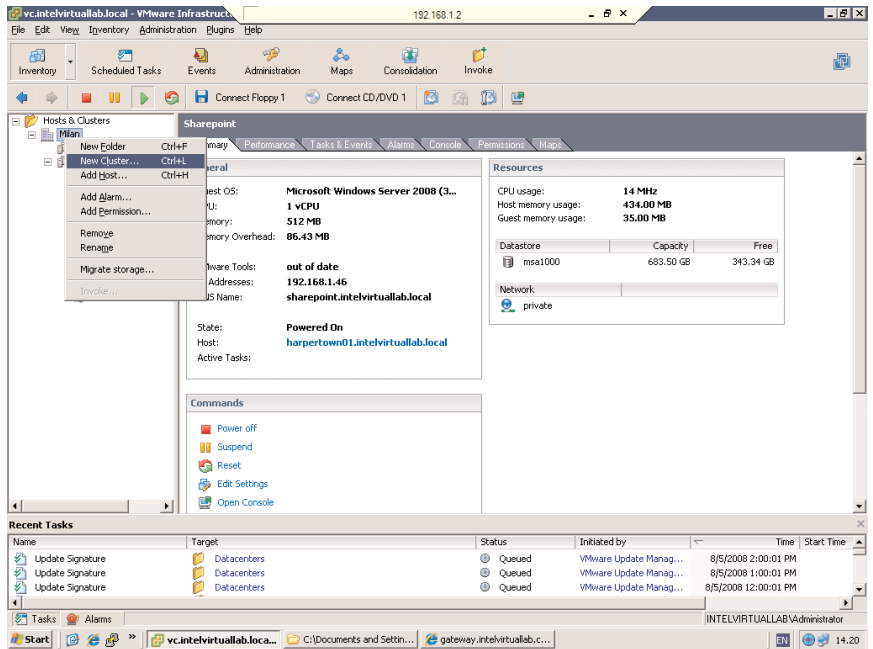 vc.intelvirtuallab.local - VMware Infrastruct
192.168.1.2
File Edit View Inventory Administration Plugins Help
Inventory Scheduled Tasks Events Administration Maps Consolidation Invoke
Connect Floppy 1 Connect CD/DVD 1
Hosts & Clusters
Milan
New Folder Ctrl+F
New Cluster... Ctrl+L
Add Host... Ctrl+H
Add Alarm...
Add Permission...
Remove
Rename
Migrate storage...
Invoke...
Sharepoint
mmary Performance Tasks & Events Alarms Console Permissions Maps
eral
est OS: Microsoft Windows Server 2008 (3...
PU: 1 vCPU
emory: 512 MB
emory Overhead: 86.43 MB
ware Tools: out of date
Addresses: 192.168.1.46
NS Name: sharepoint.intelvirtuallab.local
State: Powered On
Host: harpertown01.intelvirtuallab.local
Active Tasks:
Resources
CPU usage: 14 MHz
Host memory usage: 434.00 MB
Guest memory usage: 35.00 MB
Datastore Capacity Free
msa1000 683.50 GB 343.34 GB
Network
private
Commands
Power off
Suspend
Reset
Edit Settings
Open Console
Recent Tasks
Name Target Status Initiated by Time Start Time
Update Signature Datacenters Queued VMware Update Manag... 8/5/2008 2:00:01 PM
Update Signature Datacenters Queued VMware Update Manag... 8/5/2008 1:00:01 PM
Update Signature Datacenters Queued VMware Update Manag... 8/5/2008 12:00:01 PM
Tasks Alarms INTELVIRTUALLAB\Administrator
Start » vc.intelvirtuallab.loca... C:\Documents and Settin... gateway.intelvirtuallab.c... EN 14.20